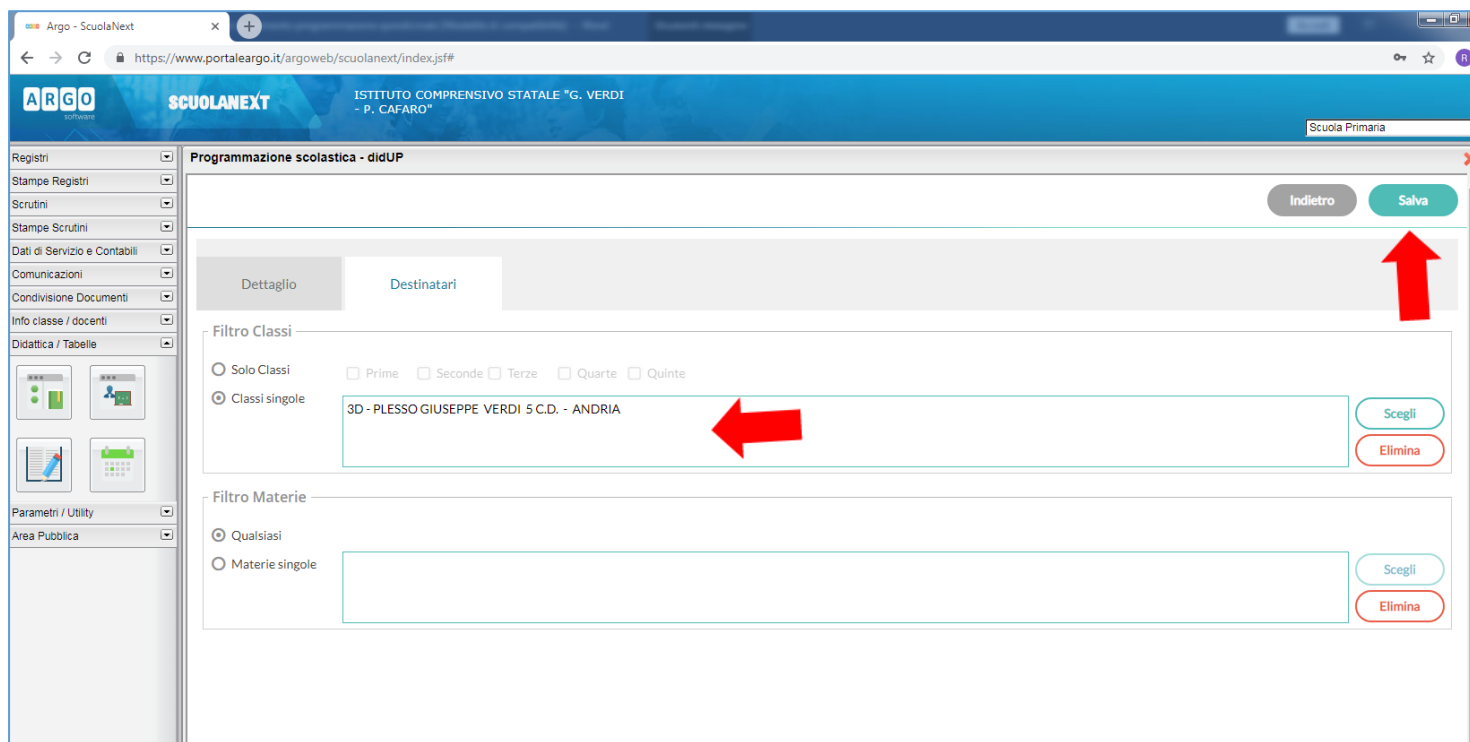 Argo - ScuolaNext
https://www.portaleargo.it/argoweb/scuolanext/index.jsf#
R
ARGO
software
SCUOLANEXT
ISTITUTO COMPRENSIVO STATALE "G. VERDI
- P. CAFARO"
Scuola Primaria
Registri
Stampe Registri
Scrutini
Stampe Scrutini
Dati di Servizio e Contabili
Comunicazioni
Condivisione Documenti
Info classe / docenti
Didattica / Tabelle
Parametri / Utility
Area Pubblica
Programmazione scolastica - didUP
Indietro
Salva
Dettaglio
Destinatari
Filtro Classi
Solo Classi
Prime
Seconde
Terze
Quarte
Quinte
Classi singole
3D - PLESSO GIUSEPPE VERDI 5 C.D. - ANDRIA
Scegli
Elimina
Filtro Materie
Qualsiasi
Materie singole
Scegli
Elimina